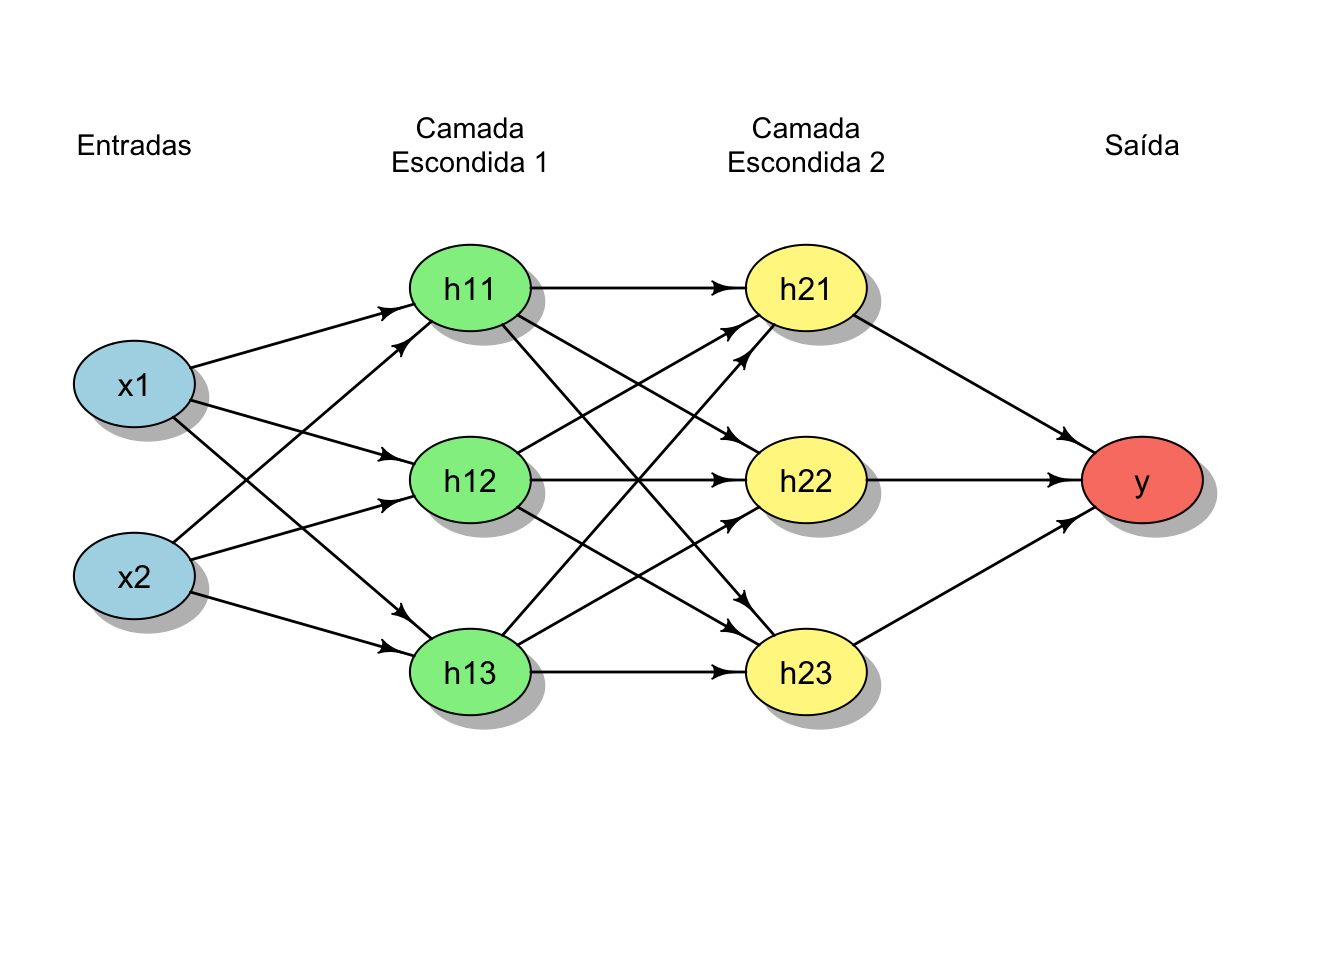 Entradas
Camada
Escondida 1
Camada
Escondida 2
Saída
x1
x2
h11
h12
h13
h21
h22
h23
y